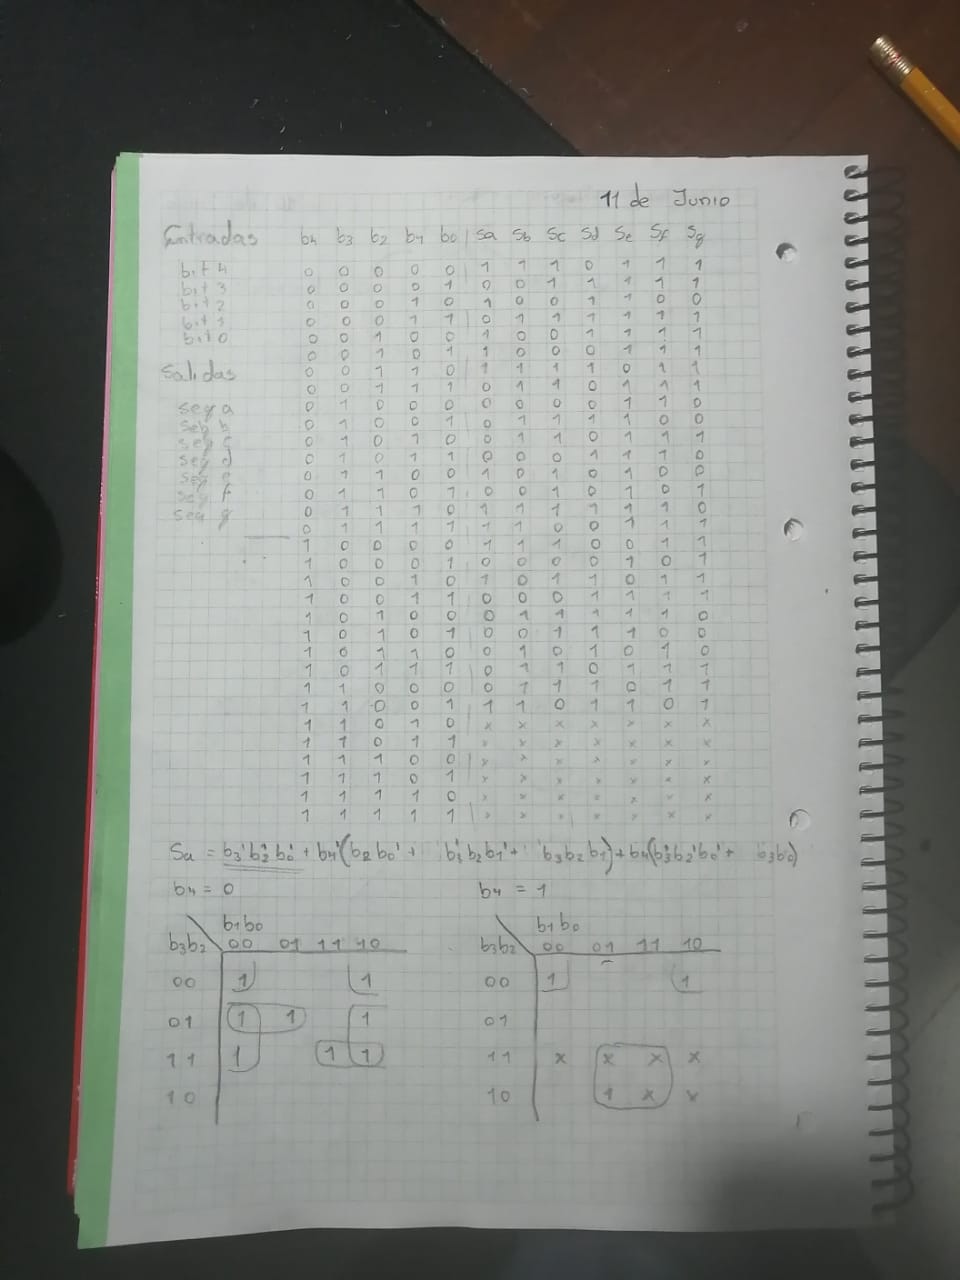 11 de Junio
Entradas b4 b3 b2 b1 b0 Sa Sb Sc Sd Se Sf Sg
bit 4 0 0 0 0 0 1 1 1 0 1 1 1
bit 3 0 0 0 0 1 0 0 1 1 1 1 1
bit 2 0 0 0 1 0 1 0 0 1 1 0 0
bit 1 0 0 0 1 1 0 1 1 1 1 1 1
bit 0 0 0 1 0 0 1 0 0 1 1 1 1
0 0 1 0 1 1 0 0 0 1 1 1
Salidas 0 0 1 1 0 1 1 1 1 0 1 1
0 0 1 1 1 0 1 1 0 1 1 1
seg a 0 1 0 0 0 0 0 0 0 1 1 0
seg b 0 1 0 0 1 0 1 1 1 1 0 0
seg c 0 1 0 1 0 0 1 1 0 1 1 1
seg d 0 1 0 1 1 0 0 0 1 1 1 0
seg e 0 1 1 0 0 1 0 1 0 1 0 0
seg f 0 1 1 0 1 0 0 1 0 1 0 1
seg g 0 1 1 1 0 1 1 1 1 1 1 0
0 1 1 1 1 1 1 0 0 1 1 1
1 0 0 0 0 1 1 1 0 0 1 1
1 0 0 0 1 0 0 0 0 1 0 1
1 0 0 1 0 1 0 1 1 0 1 1
1 0 0 1 1 0 0 0 1 1 1 1
1 0 1 0 0 0 1 1 1 1 1 0
1 0 1 0 1 0 0 1 1 1 0 0
1 0 1 1 0 0 1 0 1 0 1 0
1 0 1 1 1 0 1 1 0 1 1 1
1 1 0 0 0 0 1 1 1 0 1 1
1 1 0 0 1 1 1 0 1 1 0 1
1 1 0 1 0 x x x x x x x
1 1 0 1 1 x x x x x x x
1 1 1 0 0 x x x x x x x
1 1 1 0 1 x x x x x x x
1 1 1 1 0 x x x x x x x
1 1 1 1 1 x x x x x x x
Sa = b3'b2'b0' + b4'(b2b0' + b3'b2b1' + b3b2b1) + b4(b3'b2'b0' + b3b0)
b4 = 0 b4 = 1
b1b0 b1b0
b3b2 00 01 11 10 b3b2 00 01 11 10
00 1 1 00 1 1
01 1 1 1 01
11 1 1 1 11 x x x x
10 10 1 x x